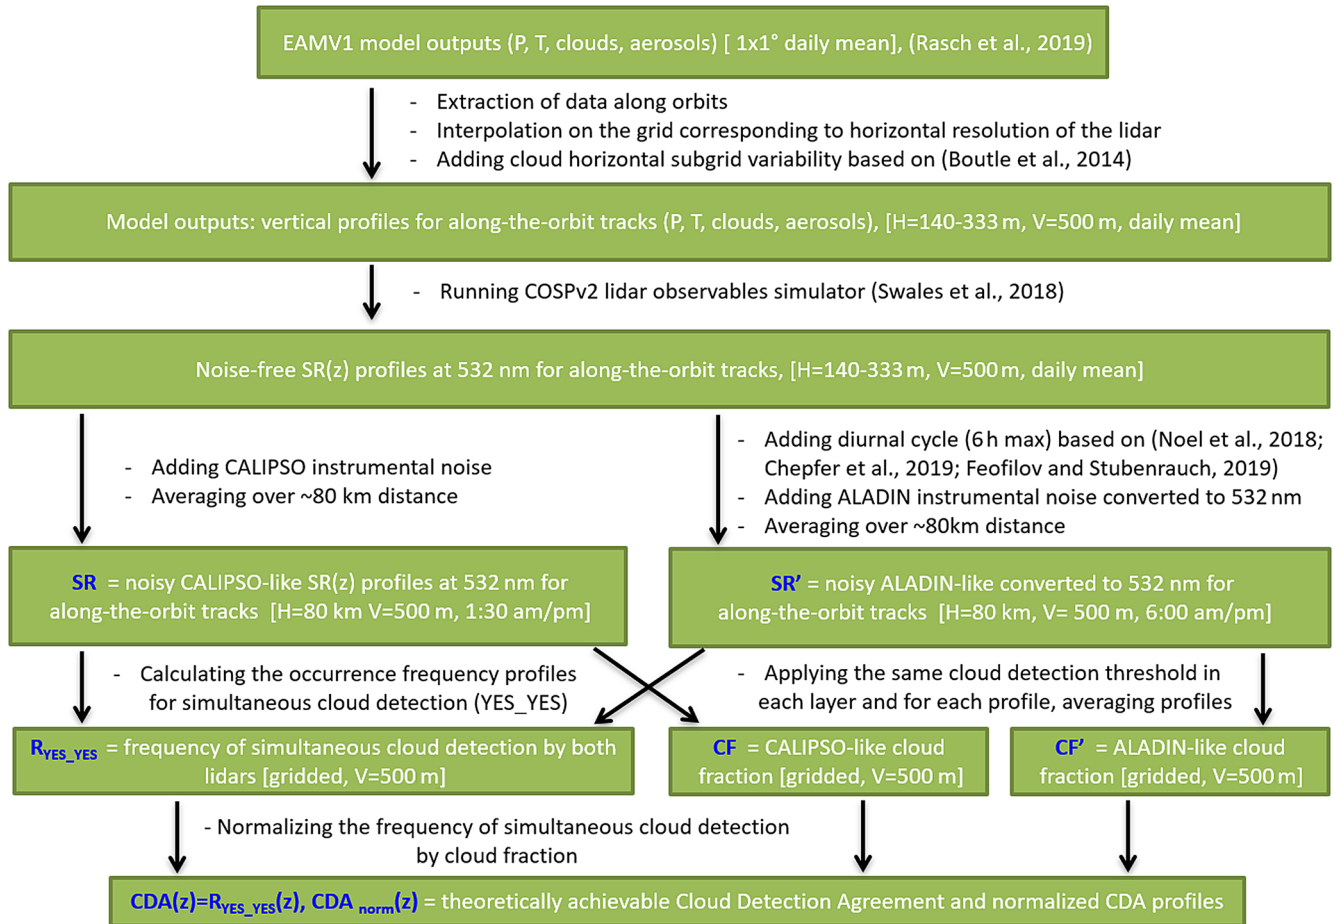 EAMV1 model outputs (P, T, clouds, aerosols) [ 1x1° daily mean], (Rasch et al., 2019)
- Extraction of data along orbits
- Interpolation on the grid corresponding to horizontal resolution of the lidar
- Adding cloud horizontal subgrid variability based on (Boutle et al., 2014)
Model outputs: vertical profiles for along-the-orbit tracks (P, T, clouds, aerosols), [H=140-333 m, V=500 m, daily mean]
- Running COSPv2 lidar observables simulator (Swales et al., 2018)
Noise-free SR(z) profiles at 532 nm for along-the-orbit tracks, [H=140-333 m, V=500 m, daily mean]
- Adding CALIPSO instrumental noise
- Averaging over ~80 km distance
- Adding diurnal cycle (6 h max) based on (Noel et al., 2018;
Chepfer et al., 2019; Feofilov and Stubenrauch, 2019)
- Adding ALADIN instrumental noise converted to 532 nm
- Averaging over ~80km distance
SR = noisy CALIPSO-like SR(z) profiles at 532 nm for
along-the-orbit tracks [H=80 km V=500 m, 1:30 am/pm]
SR' = noisy ALADIN-like converted to 532 nm for
along-the-orbit tracks [H=80 km, V= 500 m, 6:00 am/pm]
- Calculating the occurrence frequency profiles
for simultaneous cloud detection (YES_YES)
- Applying the same cloud detection threshold in
each layer and for each profile, averaging profiles
RYES_YES = frequency of simultaneous cloud detection by both
lidars [gridded, V=500 m]
CF = CALIPSO-like cloud
fraction [gridded, V=500 m]
CF' = ALADIN-like cloud
fraction [gridded, V=500 m]
- Normalizing the frequency of simultaneous cloud detection
by cloud fraction
CDA(z)=RYES_YES(z), CDA norm(z) = theoretically achievable Cloud Detection Agreement and normalized CDA profiles